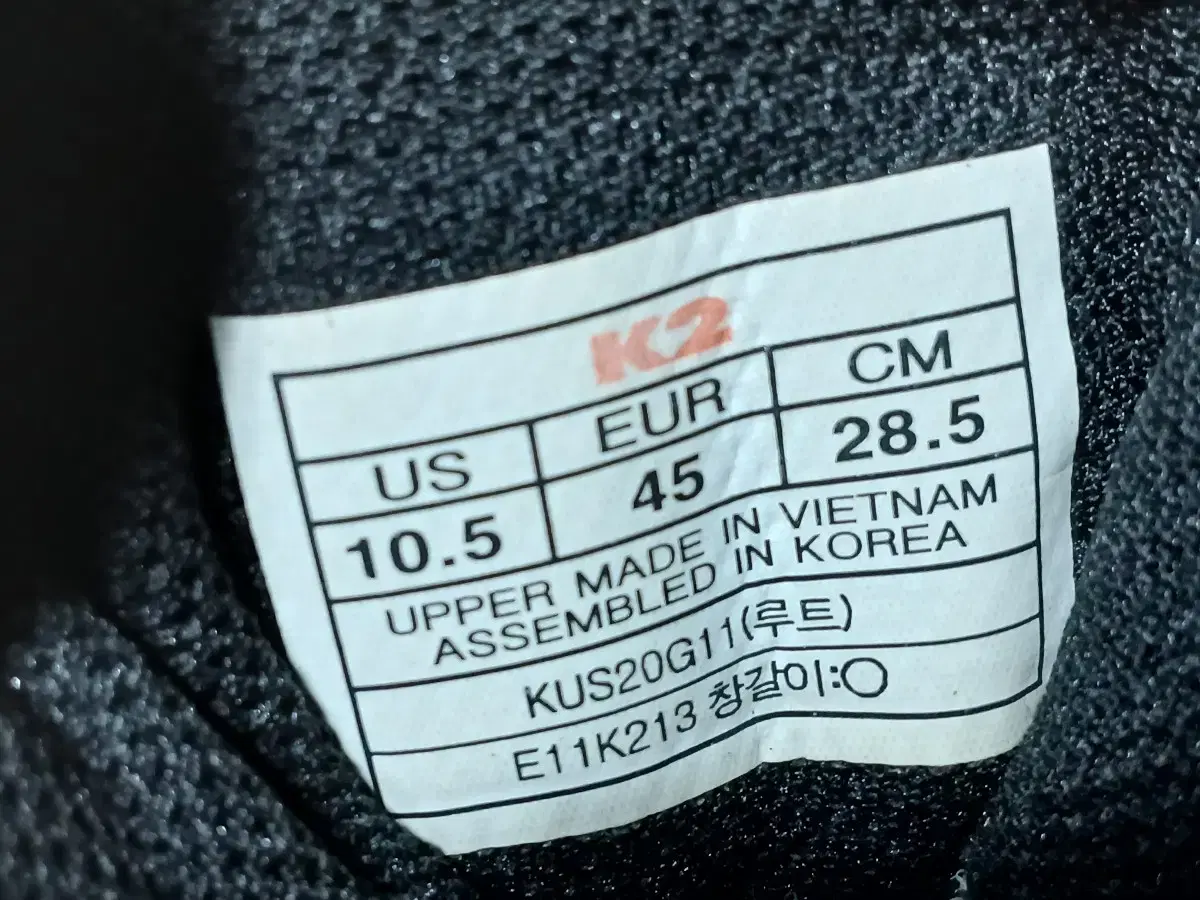 K2
US EUR CM
10.5 45 28.5
UPPER MADE IN VIETNAM
ASSEMBLED IN KOREA
KUS20G11(루트)
E11K213 창갈이:○